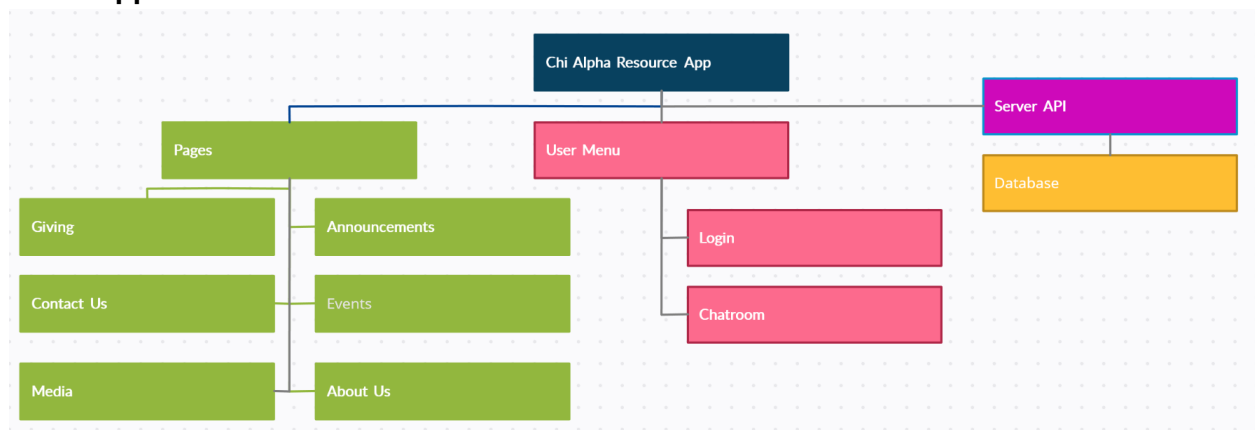 Chi Alpha Resource App
Server API
Pages
User Menu
Database
Giving
Announcements
Login
Contact Us
Events
Chatroom
Media
About Us